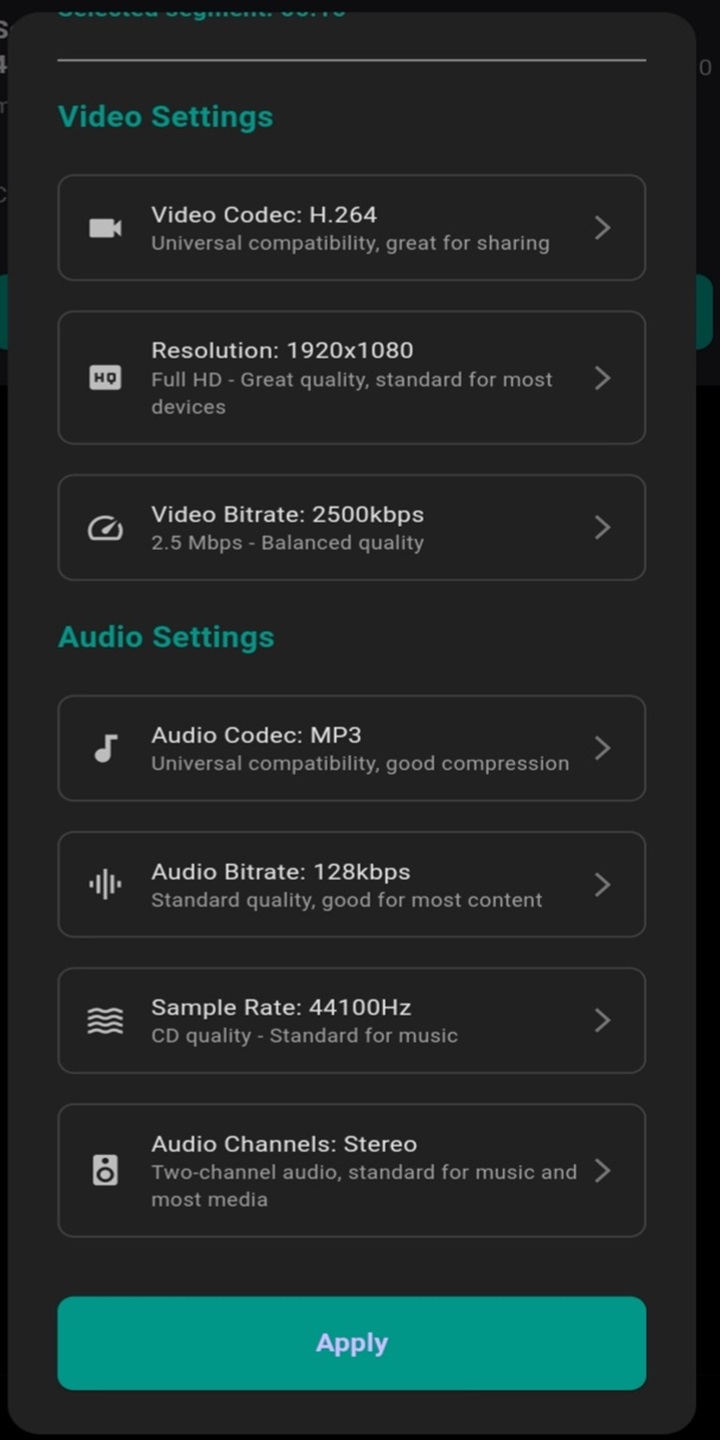 Video Settings
Video Codec: H.264
Universal compatibility, great for sharing
HQ
Resolution: 1920x1080
Full HD - Great quality, standard for most
devices
Video Bitrate: 2500kbps
2.5 Mbps - Balanced quality
Audio Settings
Audio Codec: MP3
Universal compatibility, good compression
Audio Bitrate: 128kbps
Standard quality, good for most content
Sample Rate: 44100Hz
CD quality - Standard for music
Audio Channels: Stereo
Two-channel audio, standard for music and
most media
Apply